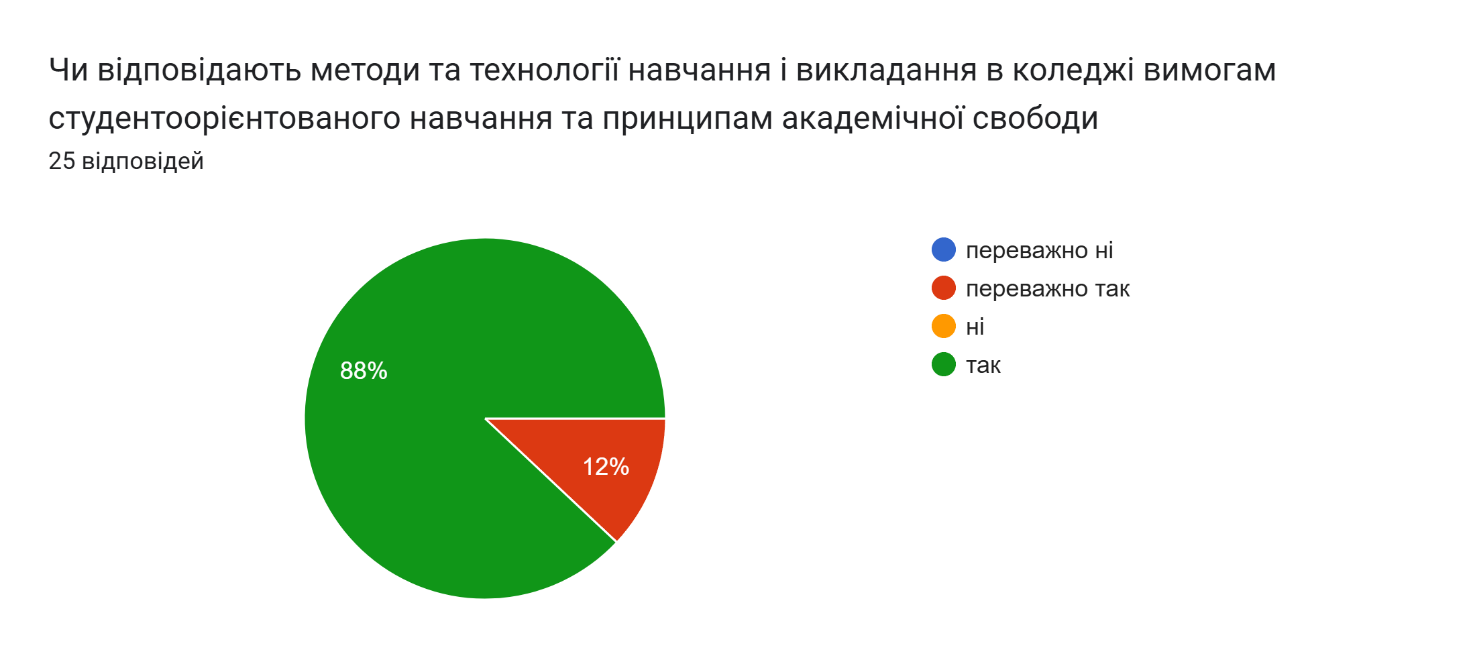 Чи відповідають методи та технології навчання і викладання в коледжі вимогам
студентоорієнтованого навчання та принципам академічної свободи
25 відповідей
переважно ні
переважно так
ні
так
88%
12%